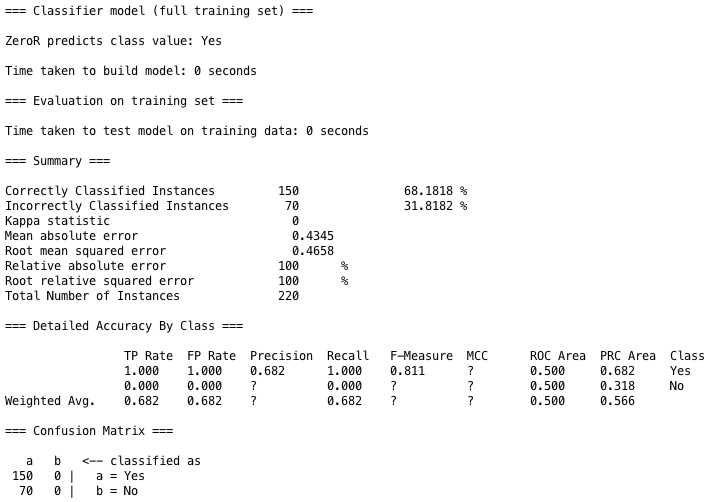 === Classifier model (full training set) ===
ZeroR predicts class value: Yes
Time taken to build model: 0 seconds
=== Evaluation on training set ===
Time taken to test model on training data: 0 seconds
=== Summary ===
Correctly Classified Instances 150 68.1818 %
Incorrectly Classified Instances 70 31.8182 %
Kappa statistic 0
Mean absolute error 0.4345
Root mean squared error 0.4658
Relative absolute error 100 %
Root relative squared error 100 %
Total Number of Instances 220
=== Detailed Accuracy By Class ===
TP Rate FP Rate Precision Recall F-Measure MCC ROC Area PRC Area Class
1.000 1.000 0.682 1.000 0.811 ? 0.500 0.682 Yes
0.000 0.000 ? 0.000 ? ? 0.500 0.318 No
Weighted Avg. 0.682 0.682 ? 0.682 ? ? 0.500 0.566
=== Confusion Matrix ===
a b <-- classified as
150 0 | a = Yes
70 0 | b = No